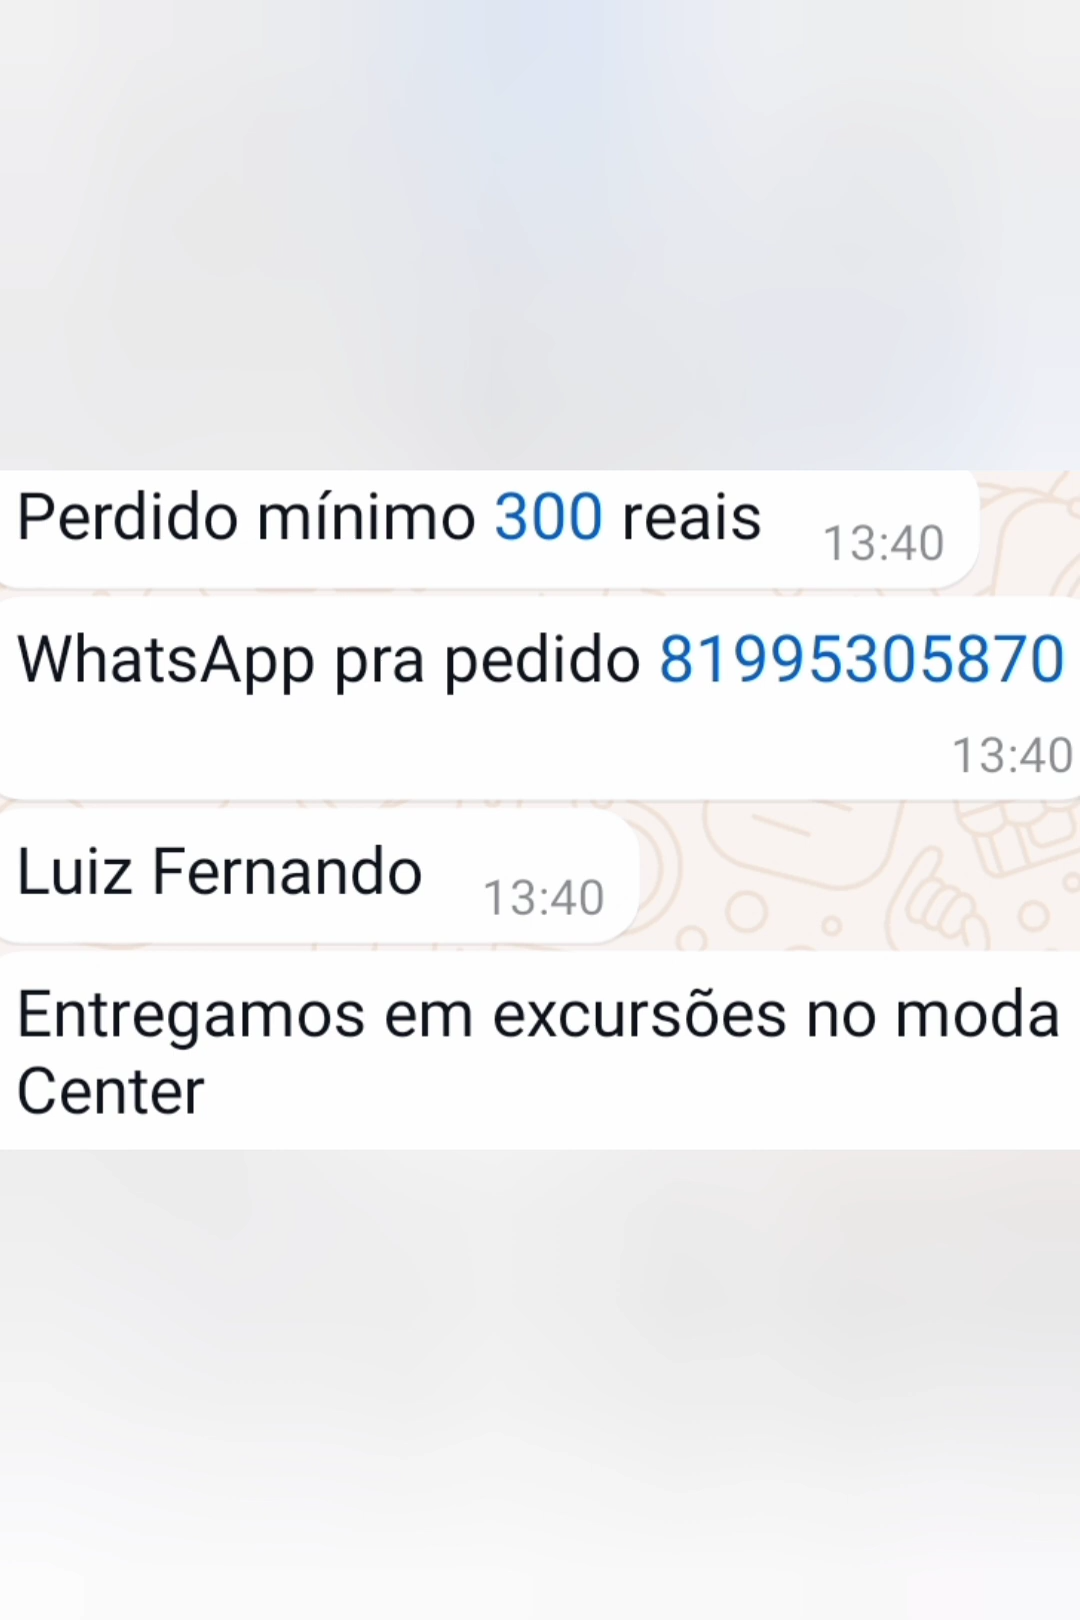 Perdido mínimo 300 reais
13:40
WhatsApp pra pedido 81995305870
13:40
Luiz Fernando
13:40
Entregamos em excursões no moda
Center